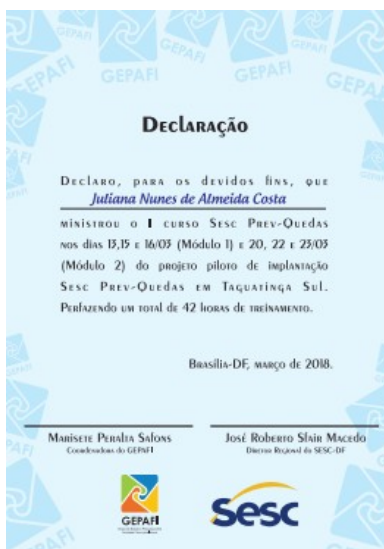 GEPAFI
GEPAFI
GEPAFI
GEPAFI
Declaração
Declaro, para os devidos fins, que
Juliana Nunes de Almeida Costa
ministrou o I curso Sesc Prev-Quedas
nos dias 13,15 e 16/03 (Módulo 1) e 20, 22 e 23/03
(Módulo 2) do projeto piloto de implantação
Sesc Prev-Quedas em Taguatinga Sul.
Perfazendo um total de 42 horas de treinamento.
Brasília-DF, março de 2018.
Marisete Peralta Safons
Coordenadora do GEPAFI
José Roberto Sfair Macedo
Diretor Regional do SESC-DF
GEPAFI
Sesc